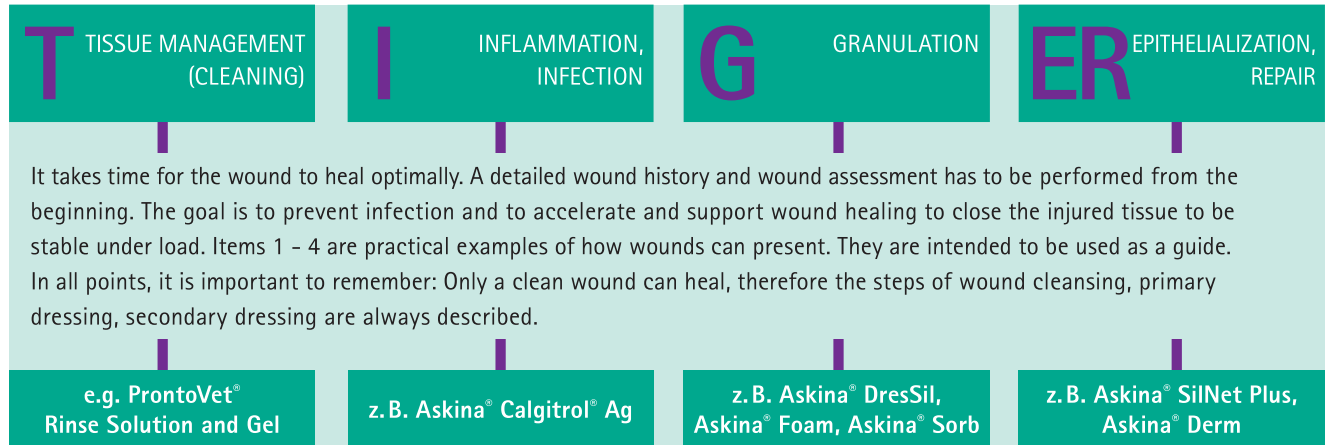 T TISSUE MANAGEMENT
(CLEANING)
I INFLAMMATION,
INFECTION
G GRANULATION
ER EPITHELIALIZATION,
REPAIR
It takes time for the wound to heal optimally. A detailed wound history and wound assessment has to be performed from the
beginning. The goal is to prevent infection and to accelerate and support wound healing to close the injured tissue to be
stable under load. Items 1 - 4 are practical examples of how wounds can present. They are intended to be used as a guide.
In all points, it is important to remember: Only a clean wound can heal, therefore the steps of wound cleansing, primary
dressing, secondary dressing are always described.
e.g. ProntoVet®
Rinse Solution and Gel
z. B. Askina® Calgitrol® Ag
z. B. Askina® DresSil,
Askina® Foam, Askina® Sorb
z. B. Askina® SilNet Plus,
Askina® Derm